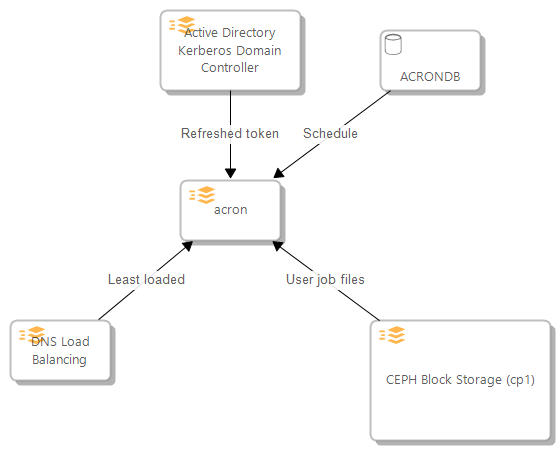 Active Directory
Kerberos Domain
Controller
ACRONDB
Refreshed token
Schedule
acron
Least loaded
User job files
DNS Load
Balancing
CEPH Block Storage (cp1)